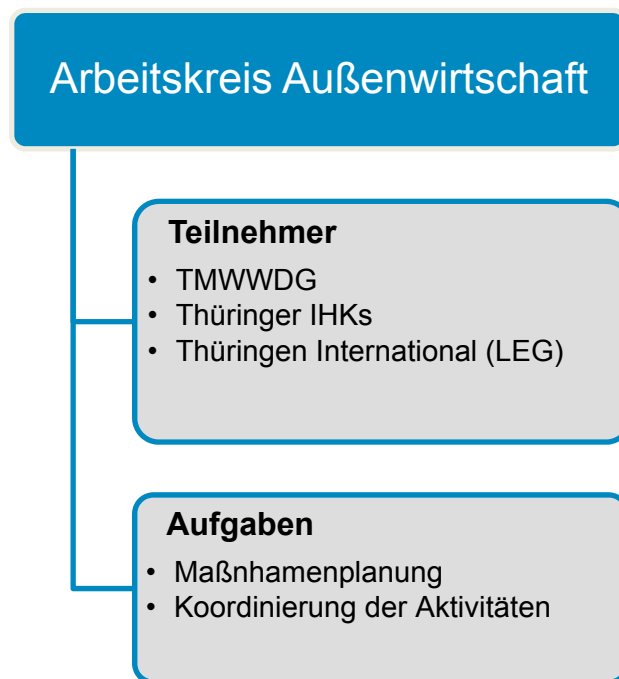 Arbeitskreis Außenwirtschaft
Teilnehmer
• TMWWDG
• Thüringer IHKs
• Thüringen International (LEG)
Aufgaben
• Maßnhamenplanung
• Koordinierung der Aktivitäten